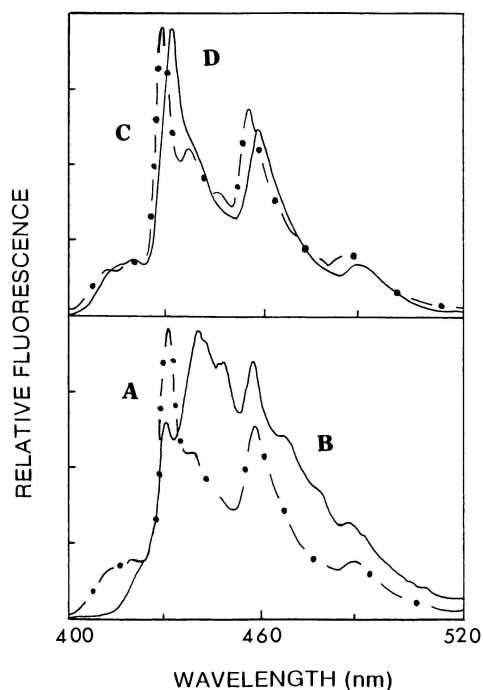 D
C
RELATIVE FLUORESCENCE
A
B
400
460
520
WAVELENGTH (nm)